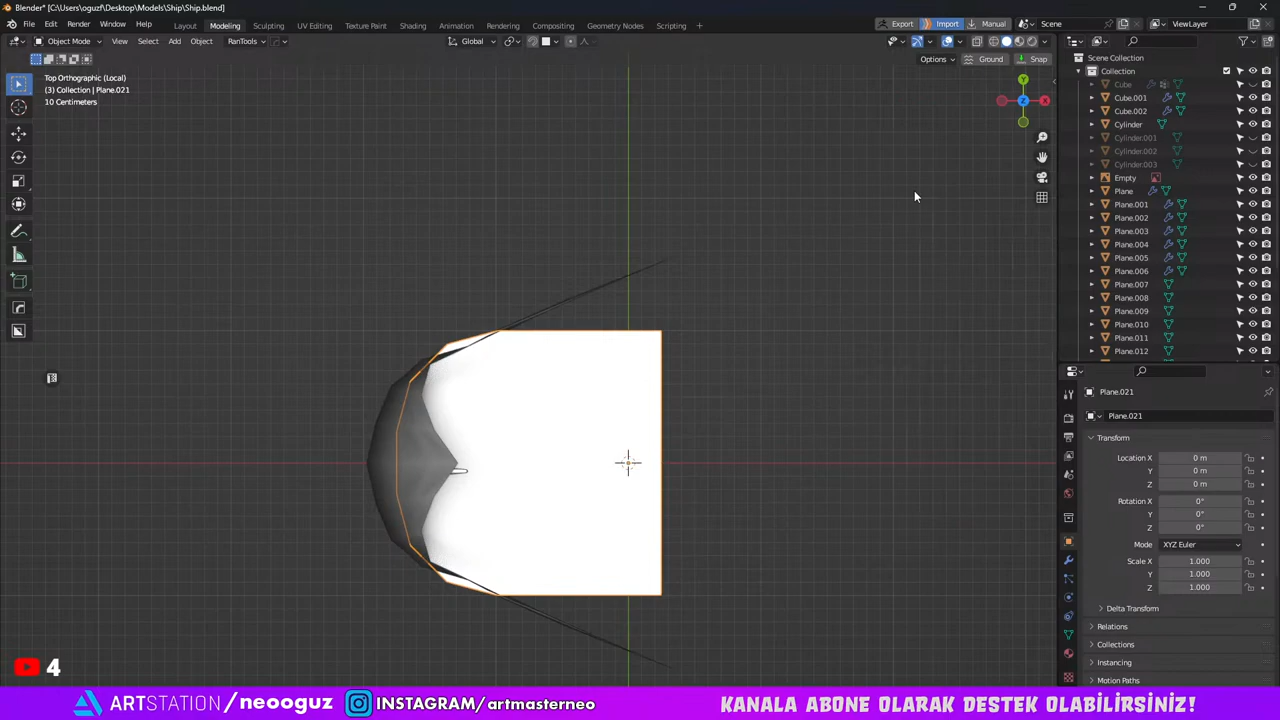 Blender* [C:\Users\oguzf\Desktop\Models\Ship\Ship.blend]
File Edit Render Window Help
Layout Modeling Sculpting UV Editing Texture Paint Shading Animation Rendering Compositing Geometry Nodes Scripting +
Export Import Manual Scene ViewLayer
Object Mode View Select Add Object RanTools Global
Options Ground Snap
Top Orthographic (Local)
(3) Collection | Plane.021
10 Centimeters
Y
Z X
Scene Collection
Collection
Cube
Cube.001
Cube.002
Cylinder
Cylinder.001
Cylinder.002
Cylinder.003
Empty
Plane
Plane.001
Plane.002
Plane.003
Plane.004
Plane.005
Plane.006
Plane.007
Plane.008
Plane.009
Plane.010
Plane.011
Plane.012
Plane.021
Plane.021
Transform
Location X 0 m
Y 0 m
Z 0 m
Rotation X 0°
Y 0°
Z 0°
Mode XYZ Euler
Scale X 1.000
Y 1.000
Z 1.000
Delta Transform
Relations
Collections
Instancing
Motion Paths
4
ARTSTATION/neooguz INSTAGRAM/artmasterneo KANALA ABONE OLARAK DESTEK OLABİLİRSİNİZ!